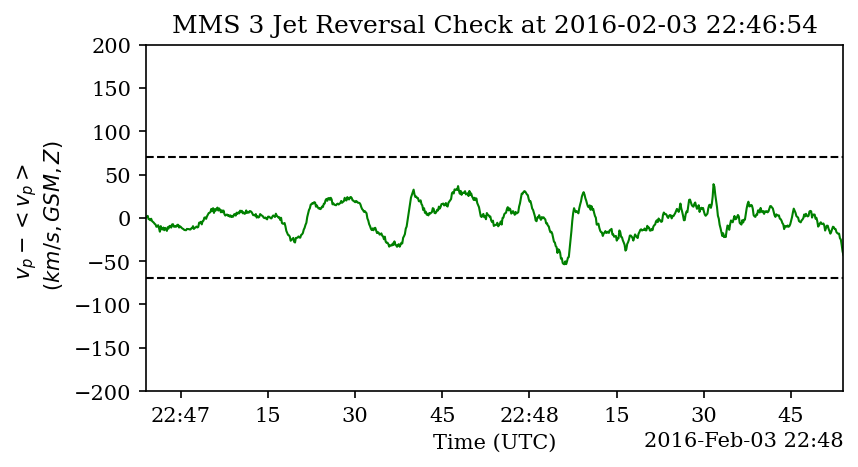 MMS 3 Jet Reversal Check at 2016-02-03 22:46:54
200
150
100
50
0
−50
−100
−150
−200
v_p − < v_p >
(km/s, GSM, Z)
22:47 15 30 45 22:48 15 30 45
Time (UTC)
2016-Feb-03 22:48